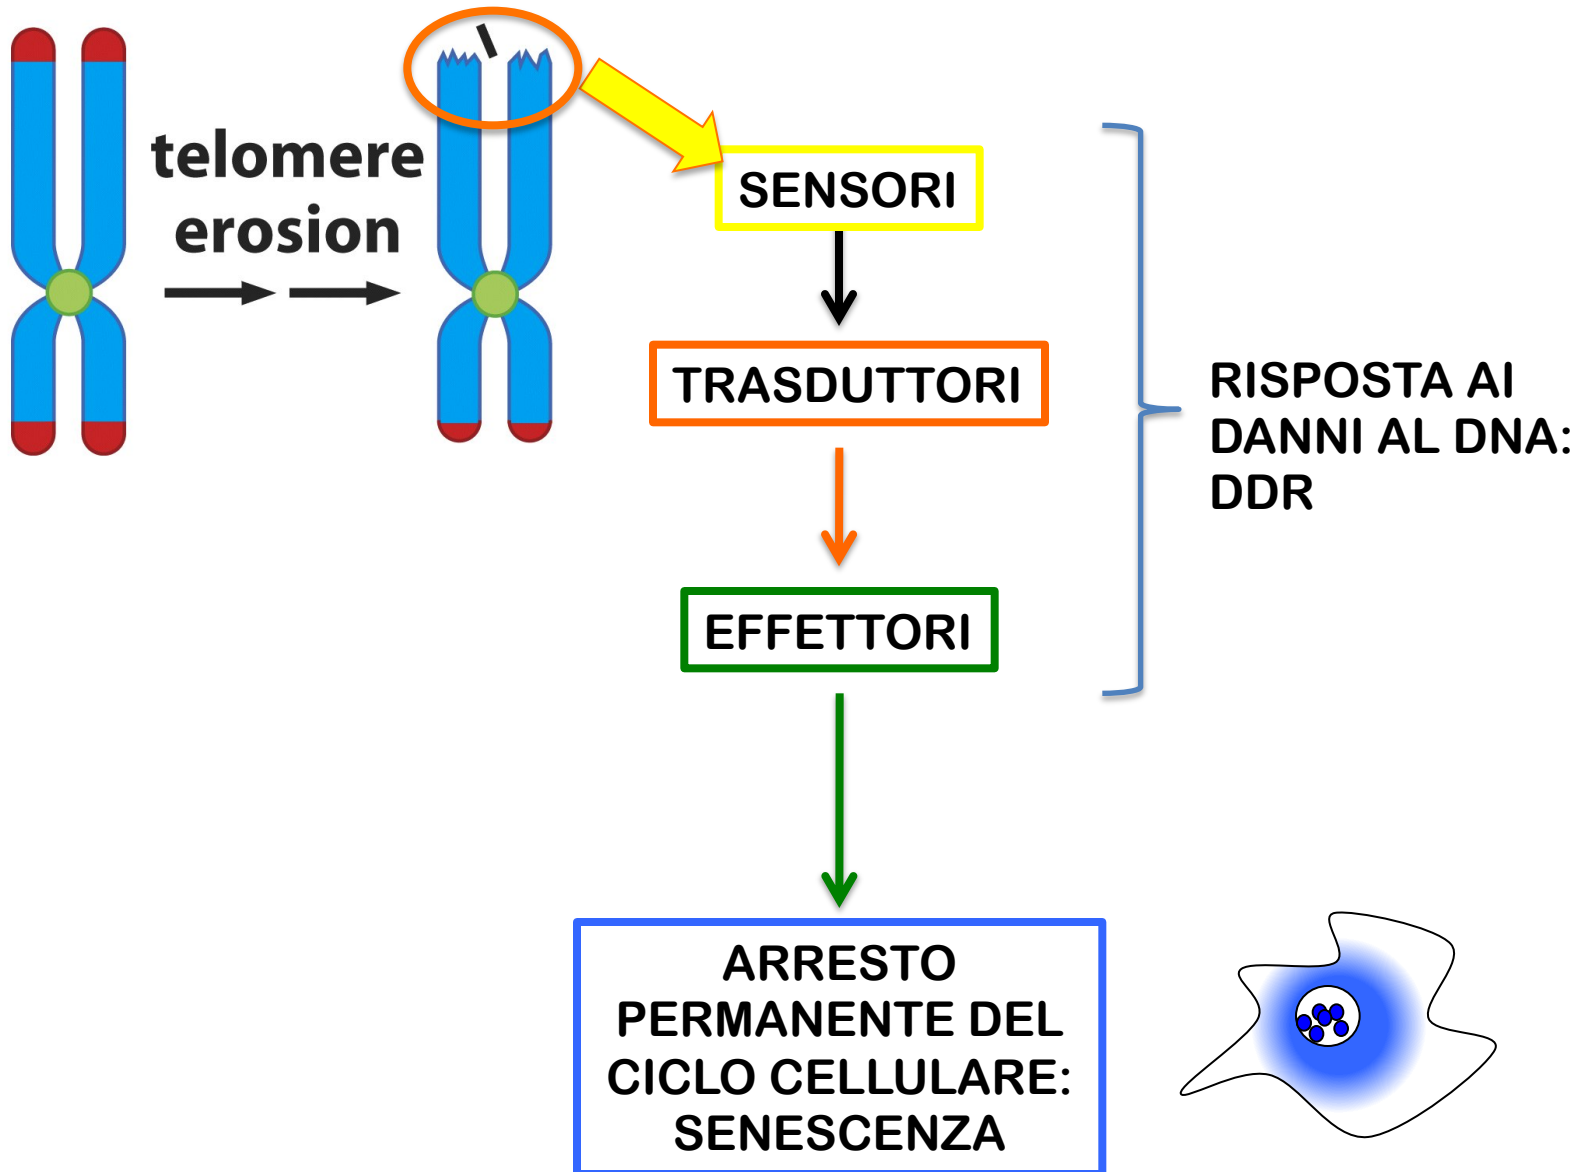 telomere
erosion
SENSORI
TRASDUTTORI
EFFETTORI
RISPOSTA AI
DANNI AL DNA:
DDR
ARRESTO
PERMANENTE DEL
CICLO CELLULARE:
SENESCENZA